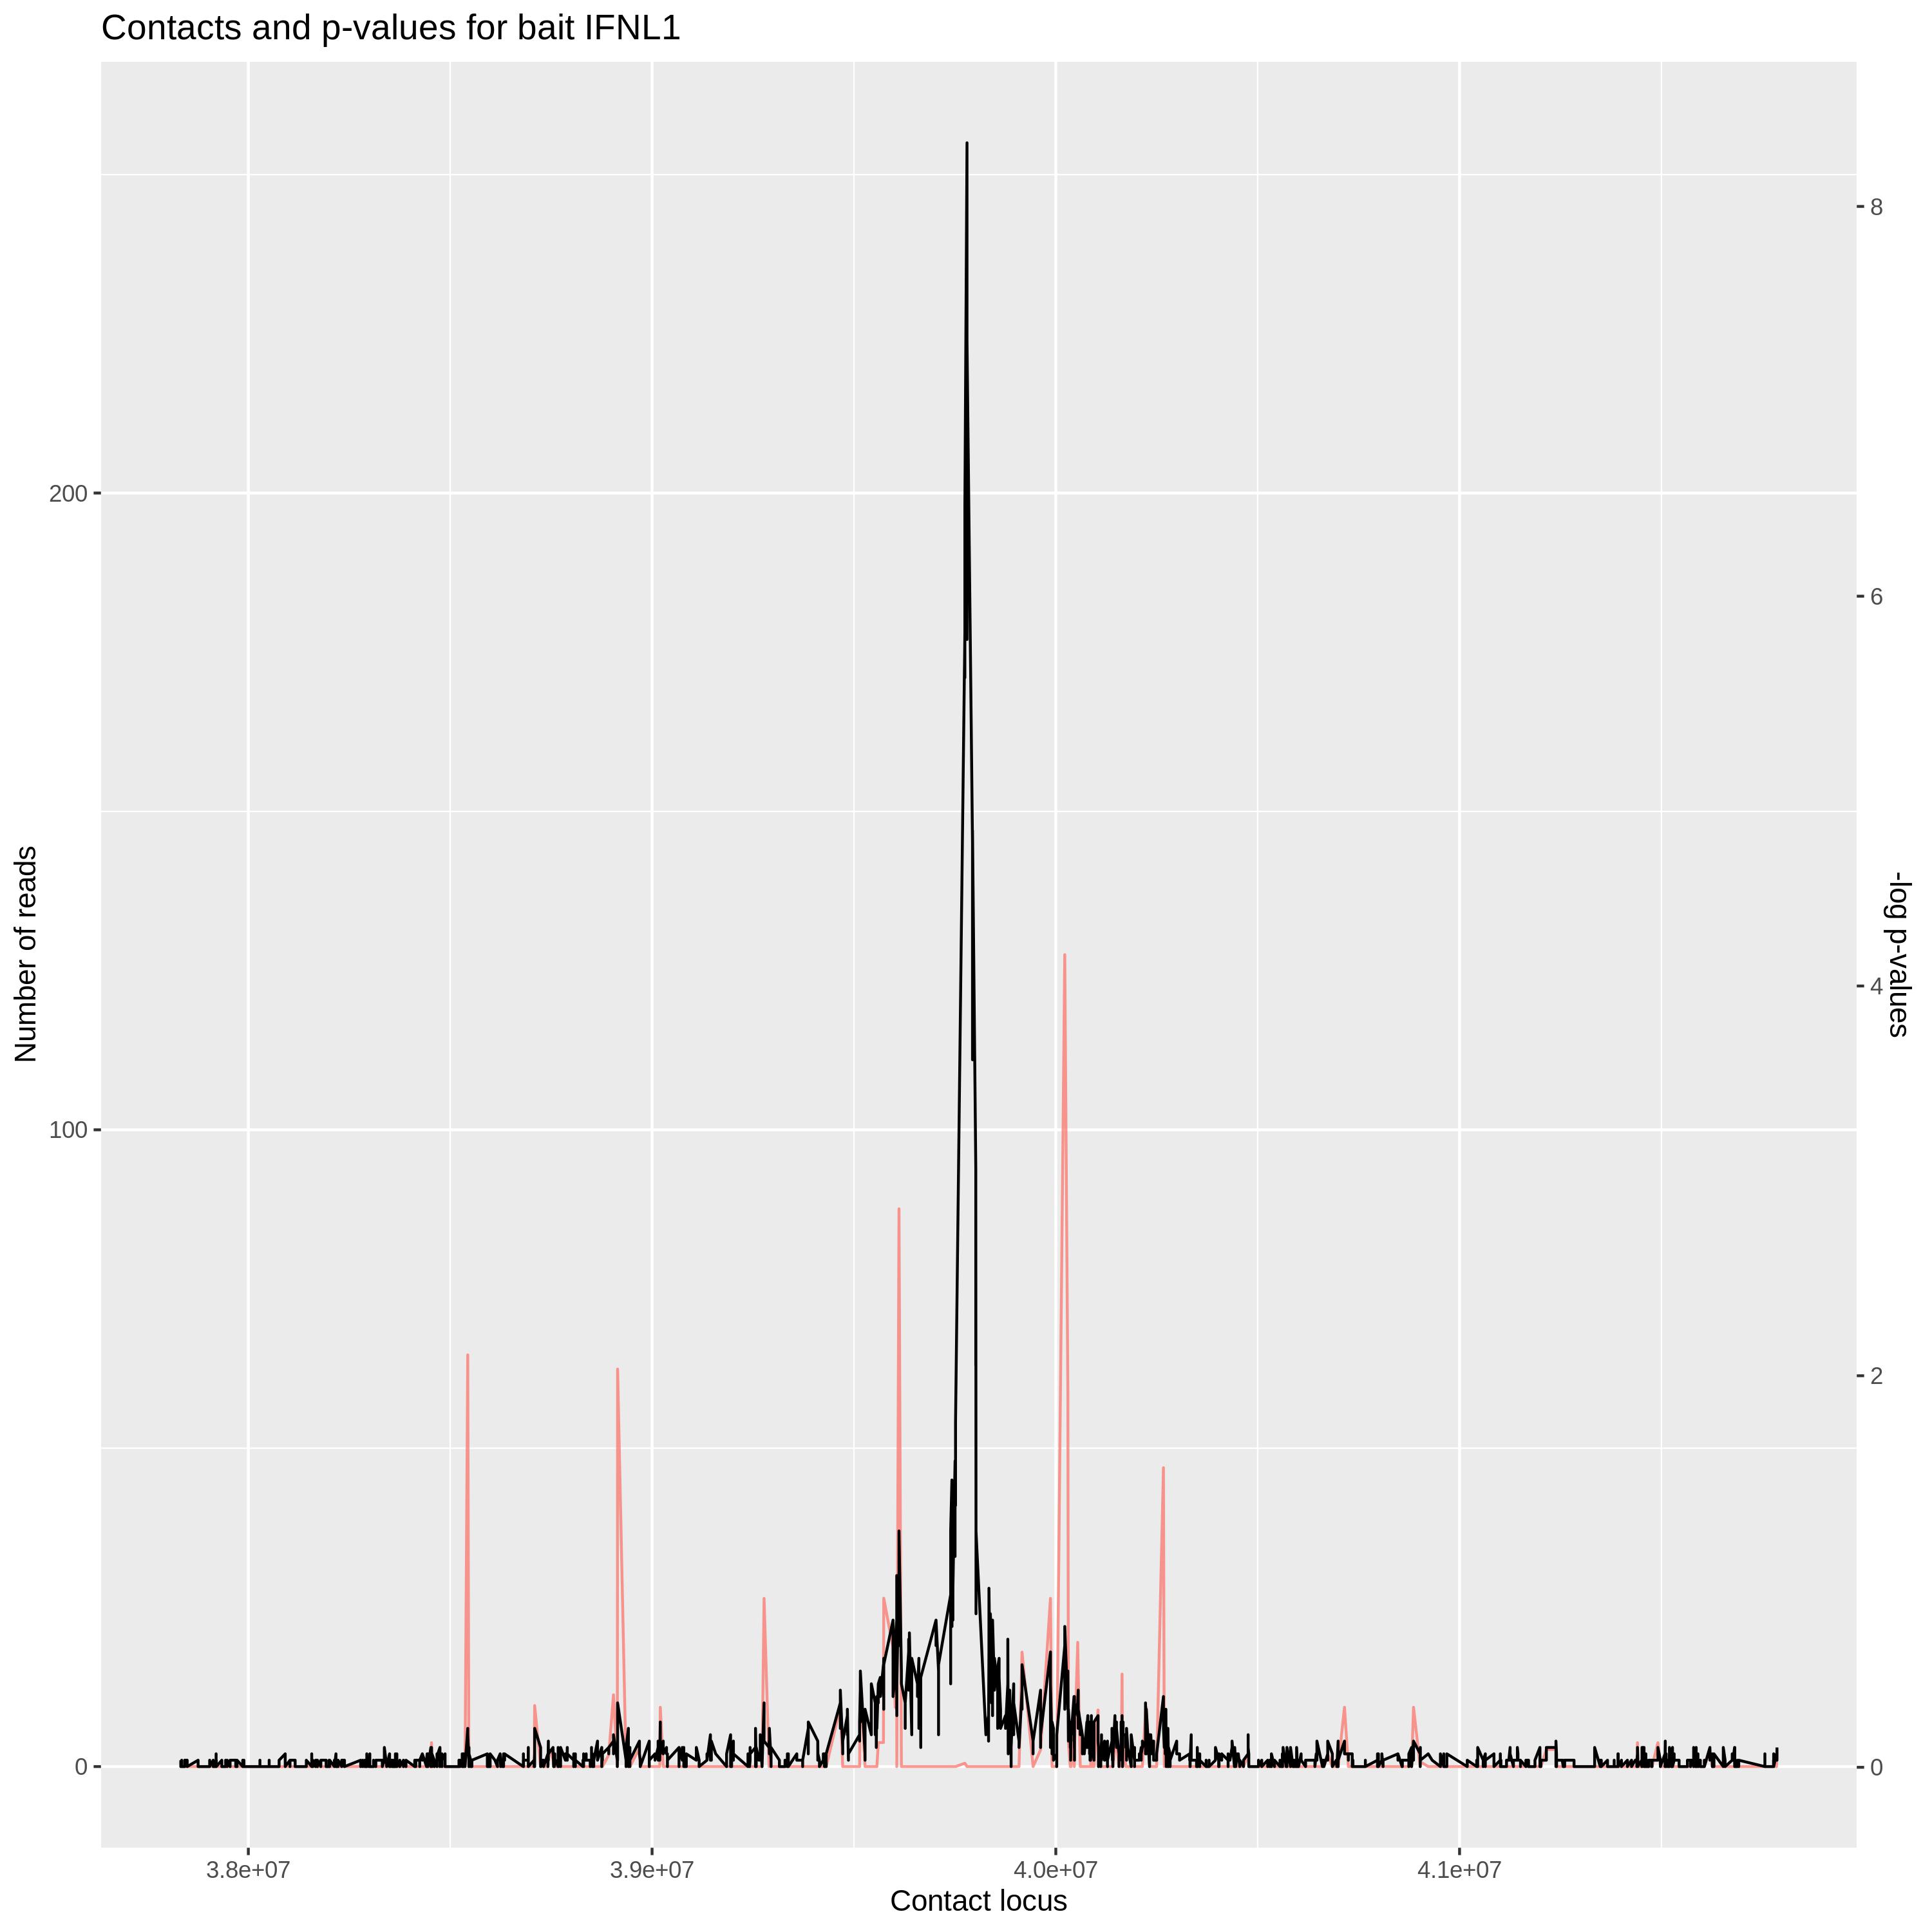 Contacts and p-values for bait IFNL1
Number of reads
200
100
0
8
6
4
2
0
-log p-values
3.8e+07
3.9e+07
4.0e+07
4.1e+07
Contact locus